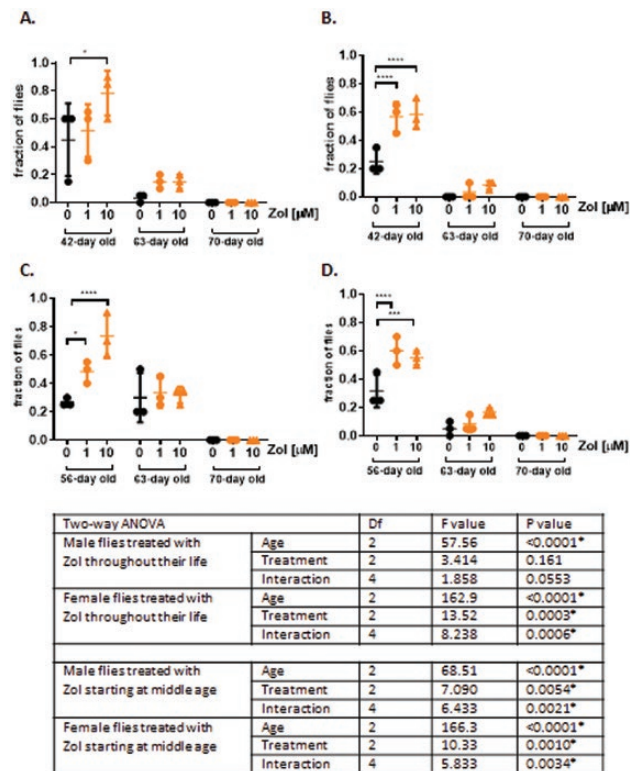 A.
*
fraction of flies
1.0
0.8
0.6
0.4
0.2
0.0
0 1 10 0 1 10 0 1 10 Zol [µM]
42-day old 63-day old 70-day old
B.
****
****
fraction of flies
1.0
0.8
0.6
0.4
0.2
0.0
0 1 10 0 1 10 0 1 10 Zol [µM]
42-day old 63-day old 70-day old
C.
****
*
fraction of flies
1.0
0.8
0.6
0.4
0.2
0.0
0 1 10 0 1 10 0 1 10 Zol [µM]
56-day old 63-day old 70-day old
D.
****
***
fraction of flies
1.0
0.8
0.6
0.4
0.2
0.0
0 1 10 0 1 10 0 1 10 Zol [µM]
56-day old 63-day old 70-day old
Two-way ANOVA Df F value P value
Male flies treated with Age 2 57.56 <0.0001*
Zol throughout their life Treatment 2 3.414 0.161
Interaction 4 1.858 0.0553
Female flies treated with Age 2 162.9 <0.0001*
Zol throughout their life Treatment 2 13.52 0.0003*
Interaction 4 8.238 0.0006*
Male flies treated with Age 2 68.51 <0.0001*
Zol starting at middle age Treatment 2 7.090 0.0054*
Interaction 4 6.433 0.0021*
Female flies treated with Age 2 166.3 <0.0001*
Zol starting at middle age Treatment 2 10.33 0.0010*
Interaction 4 5.833 0.0034*